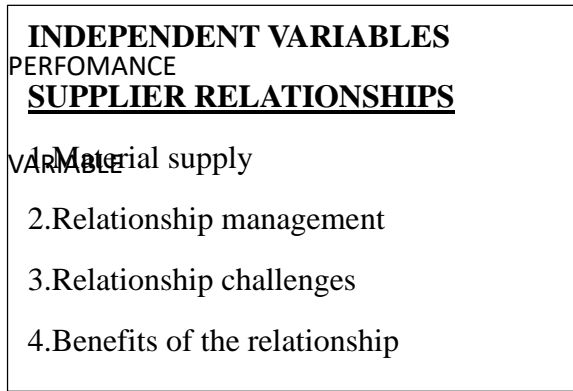 INDEPENDENT VARIABLES
PERFOMANCE
SUPPLIER RELATIONSHIPS
VARIABLE
1.Material supply
2.Relationship management
3.Relationship challenges
4.Benefits of the relationship